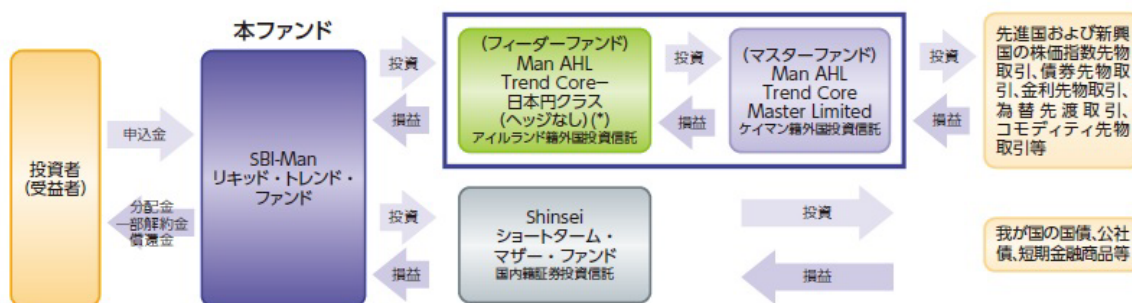 本ファンド
投資者
(受益者)
申込金
分配金
一部解約金
償還金
SBI-Man
リキッド・トレンド・
ファンド
投資
損益
(フィーダーファンド)
Man AHL
Trend Core－
日本円クラス
(ヘッジなし)(*)
アイルランド籍外国投資信託
投資
損益
(マスターファンド)
Man AHL
Trend Core
Master Limited
ケイマン籍外国投資信託
投資
損益
先進国および新興
国の株価指数先物
取引、債券先物取
引、金利先物取引、
為替先渡取引、
コモディティ先物
取引等
投資
損益
Shinsei
ショートターム・
マザー・ファンド
国内籍証券投資信託
投資
損益
我が国の国債、公社
債、短期金融商品等